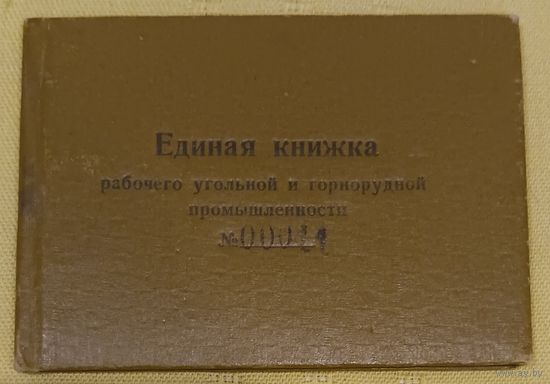 Единая книжка
рабочего угольной и горнорудной
промышленности
№